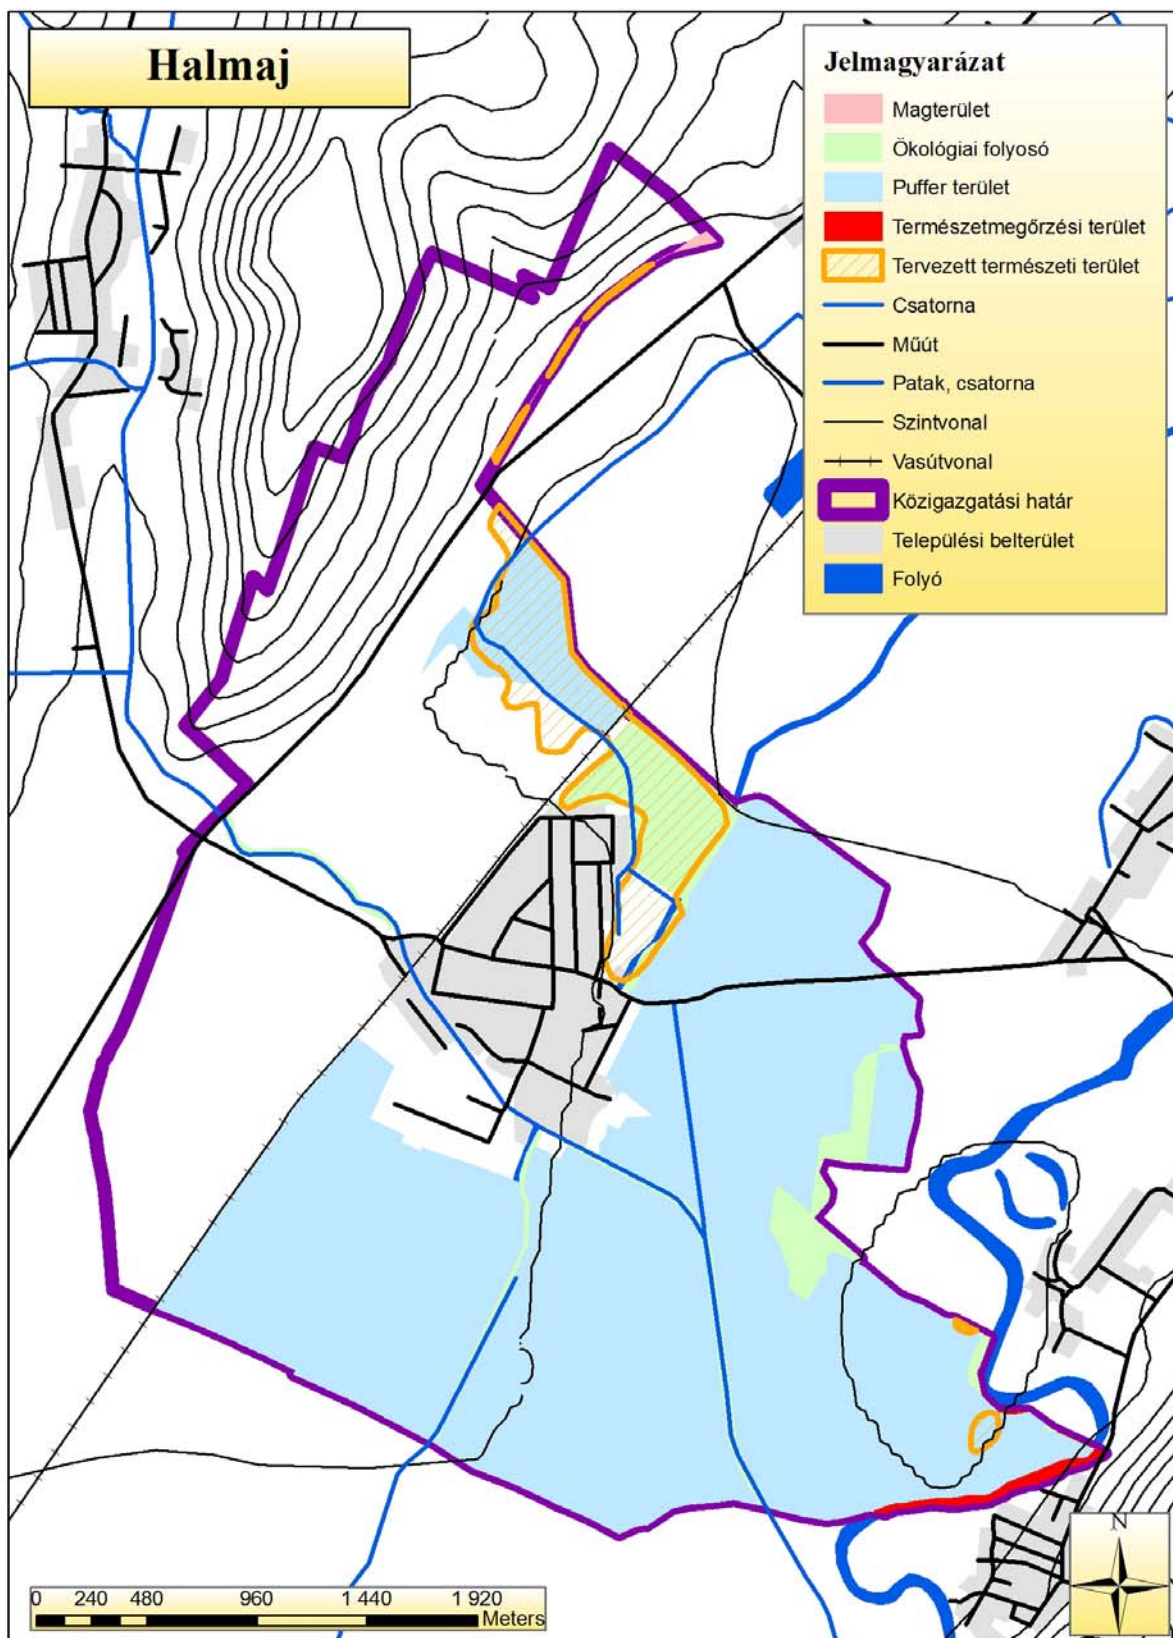 Halmaj
Jelmagyarázat
Magterület
Ökológiai folyosó
Puffer terület
Természetmegőrzési terület
Tervezett természeti terület
Csatorna
Műút
Patak, csatorna
Szintvonal
Vasútvonal
Közigazgatási határ
Települési belterület
Folyó
N
0 240 480 960 1 440 1 920
Meters